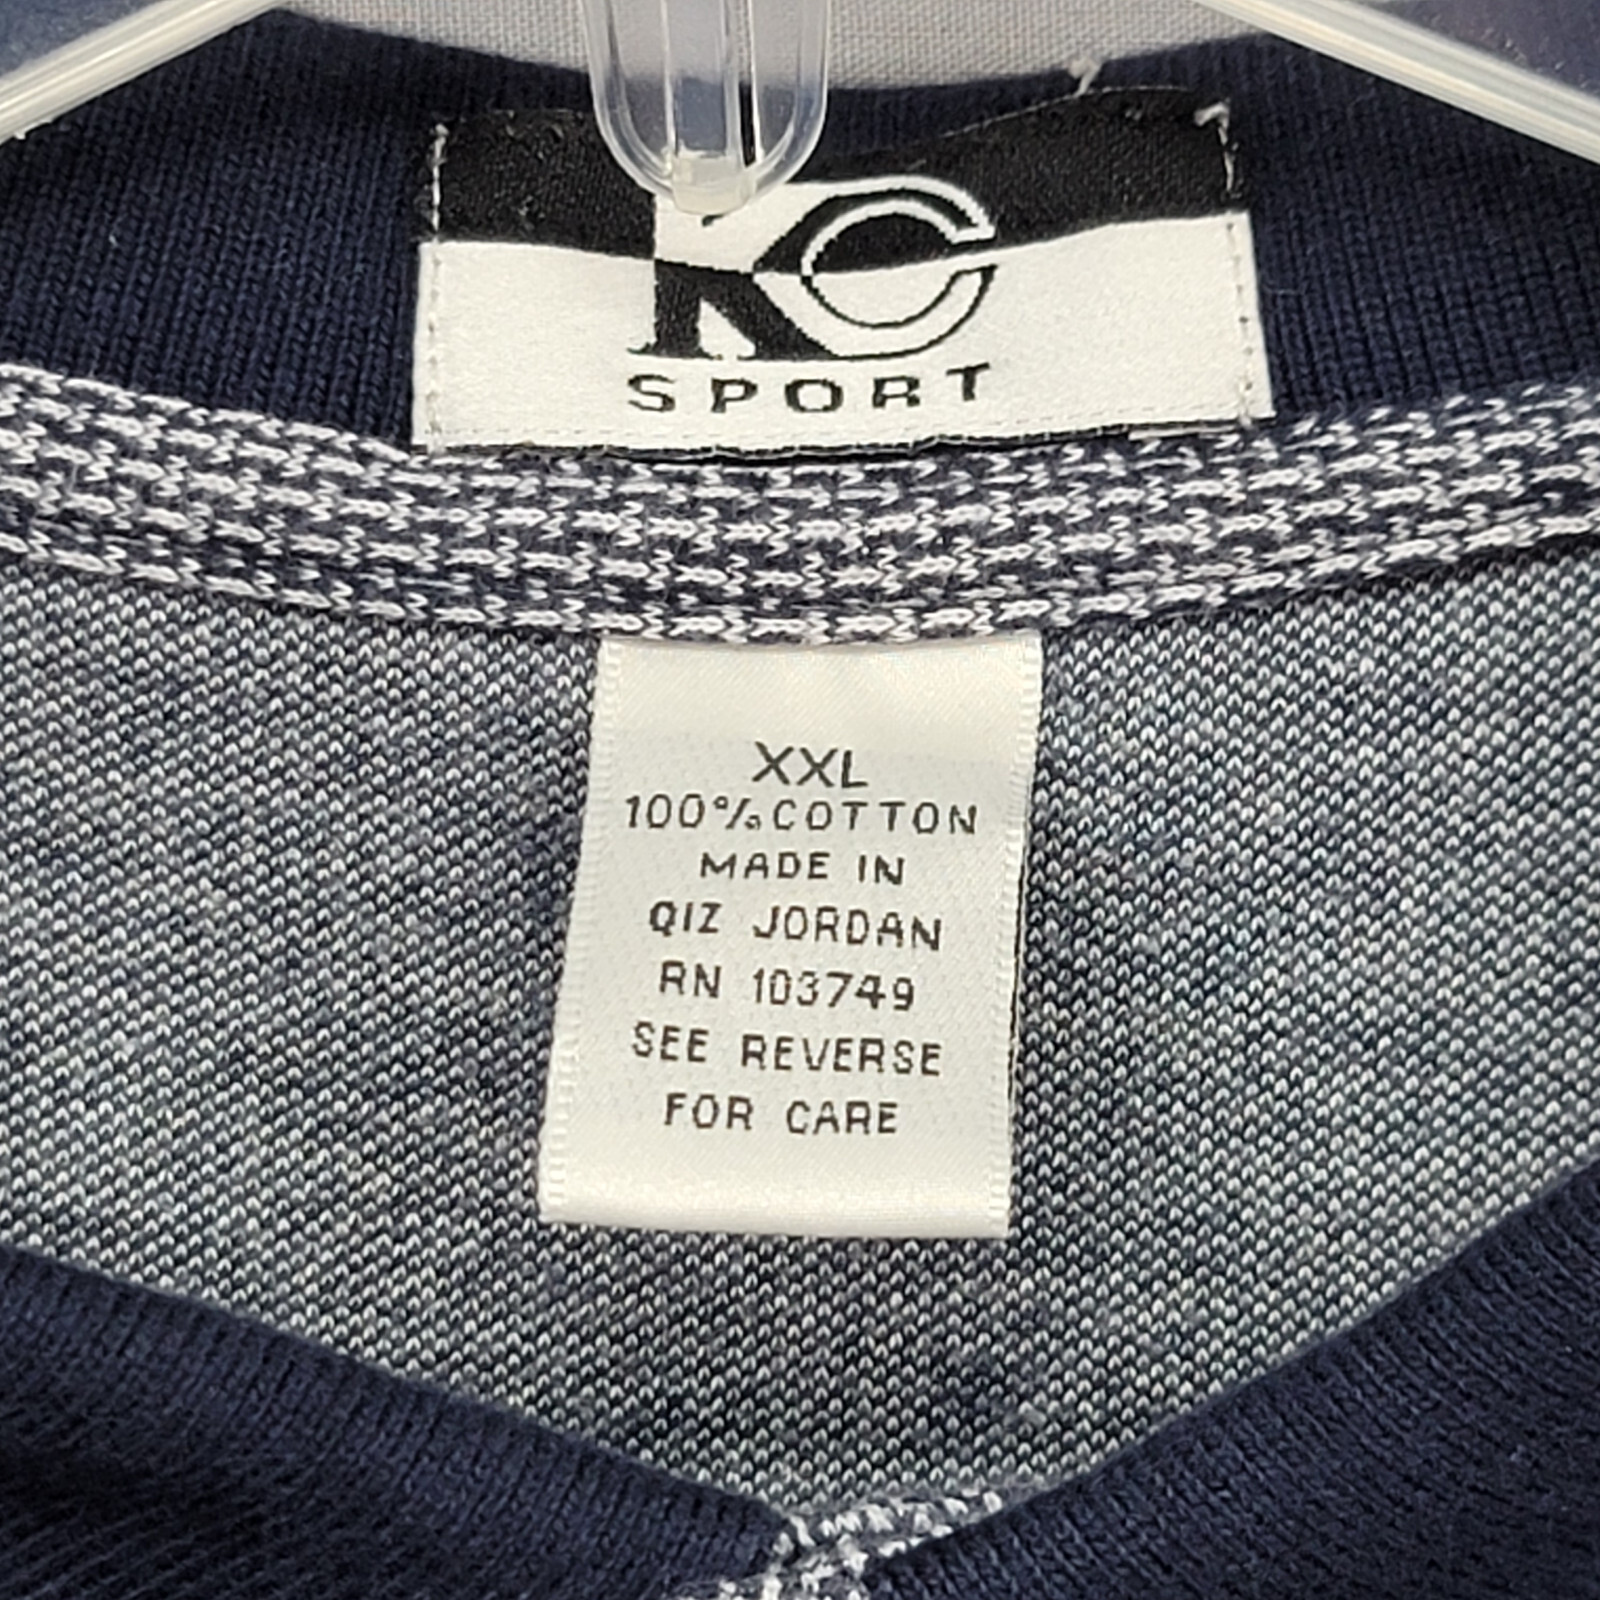 KC
SPORT
XXL
100% COTTON
MADE IN
QIZ JORDAN
RN 103749
SEE REVERSE
FOR CARE